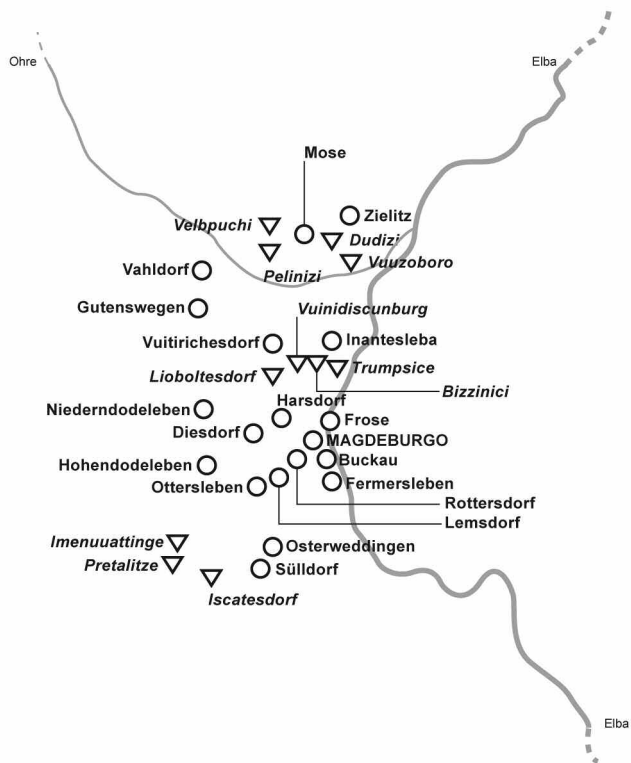 Ohre
Elba
Mose
Velbpuchi
Zielitz
Dudizi
Vuuzoboro
Pelinizi
Vahldorf
Gutenswegen
Vuinidiscunburg
Vuitirichesdorf
Inantesleba
Lioboltesdorf
Trumpsice
Bizzinici
Harsdorf
Niederndodeleben
Frose
Diesdorf
MAGDEBURGO
Hohendodeleben
Buckau
Ottersleben
Fermersleben
Rottersdorf
Lemsdorf
Imenuuattinge
Osterweddingen
Pretalitze
Sülldorf
Iscatesdorf
Elba